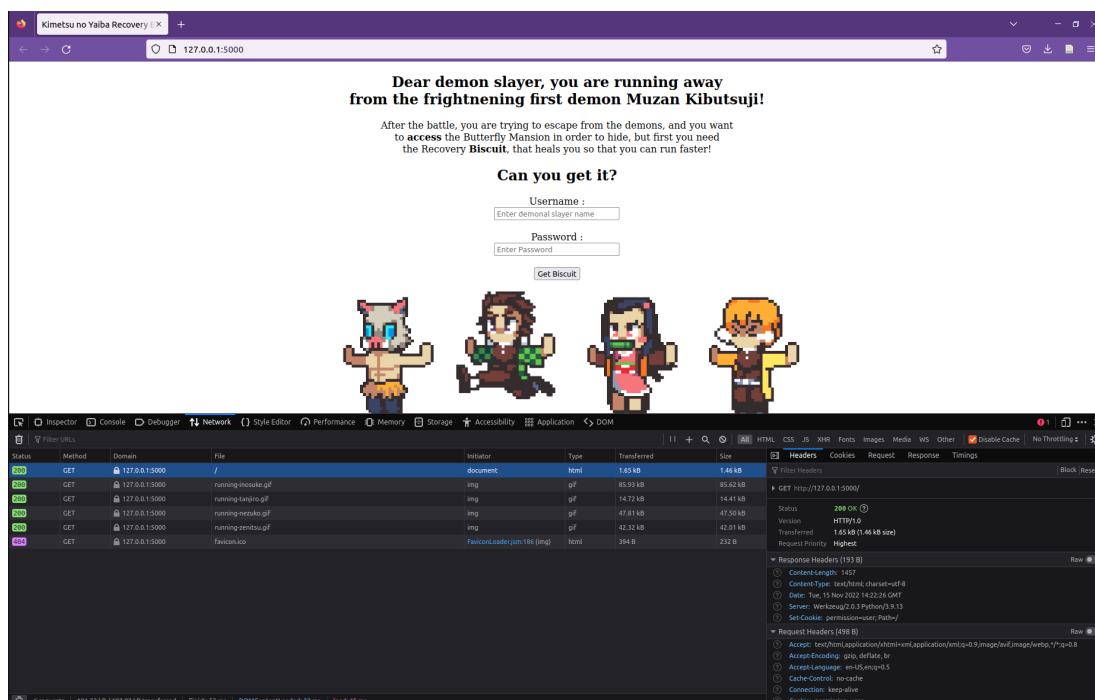 Kimetsu no Yaiba Recovery
127.0.0.1:5000
Dear demon slayer, you are running away
from the frightnening first demon Muzan Kibutsuji!
After the battle, you are trying to escape from the demons, and you want
to access the Butterfly Mansion in order to hide, but first you need
the Recovery Biscuit, that heals you so that you can run faster!
Can you get it?
Username :
Enter demonal slayer name
Password :
Enter Password
Get Biscuit
Inspector Console Debugger Network Style Editor Performance Memory Storage Accessibility Application DOM 1
Filter URLs All HTML CSS JS XHR Fonts Images Media WS Other Disable Cache No Throttling
Status Method Domain File Initiator Type Transferred Size
200 GET 127.0.0.1:5000 / document html 1.65 kB 1.46 kB
200 GET 127.0.0.1:5000 running-inosuke.gif img gif 85.93 kB 85.62 kB
200 GET 127.0.0.1:5000 running-tanjiro.gif img gif 14.72 kB 14.41 kB
200 GET 127.0.0.1:5000 running-nezuko.gif img gif 47.81 kB 47.50 kB
200 GET 127.0.0.1:5000 running-zenitsu.gif img gif 42.32 kB 42.01 kB
404 GET 127.0.0.1:5000 favicon.ico FaviconLoader.jsm:186 (img) html 394 B 232 B
Headers Cookies Request Response Timings
Filter Headers Block
GET http://127.0.0.1:5000/
Status 200 OK
Version HTTP/1.0
Transferred 1.65 kB (1.46 kB size)
Request Priority Highest
Response Headers (193 B) Raw
Content-Length: 1457
Content-Type: text/html; charset=utf-8
Date: Tue, 15 Nov 2022 14:22:26 GMT
Server: Werkzeug/2.0.3 Python/3.9.13
Set-Cookie: permission=user; Path=/
Request Headers (498 B) Raw
Accept: text/html,application/xhtml+xml,application/xml;q=0.9,image/avif,image/webp,*/*;q=0.8
Accept-Encoding: gzip, deflate, br
Accept-Language: en-US,en;q=0.5
Cache-Control: no-cache
Connection: keep-alive